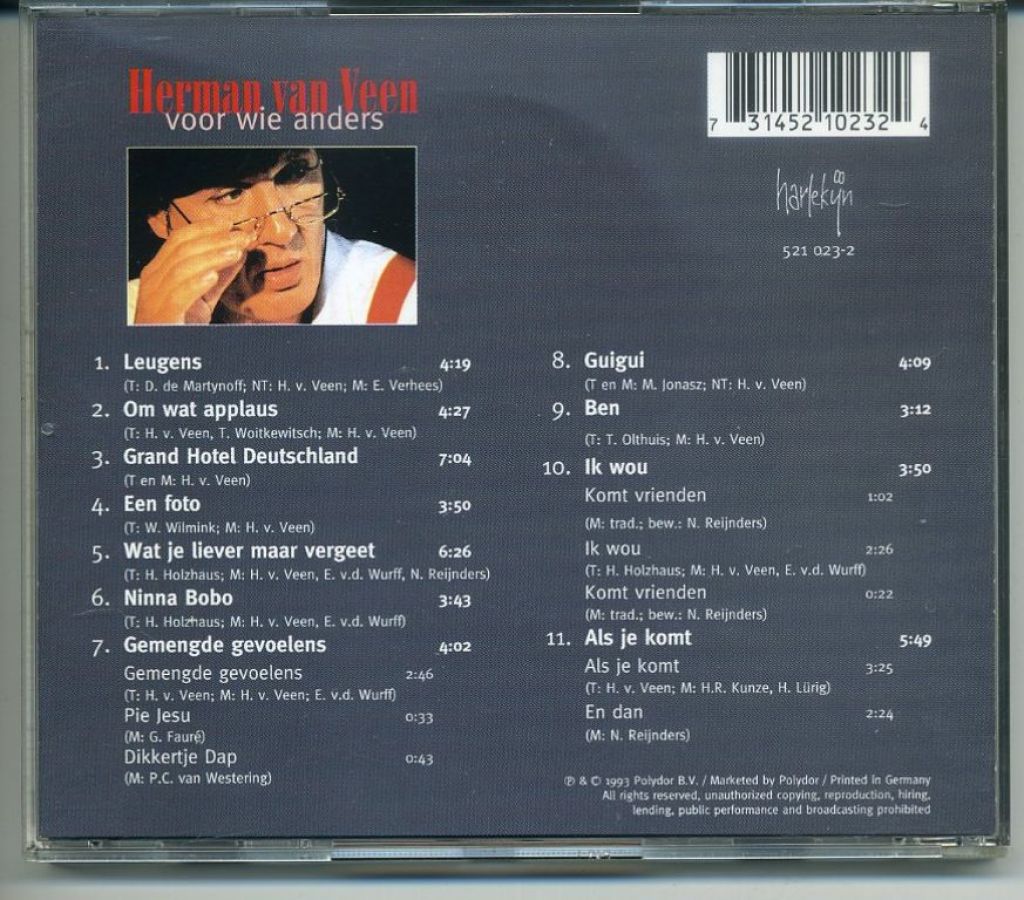 Herman van Veen
voor wie anders
7 31452 10232 4
harlekijn
521 023-2
1. Leugens 4:19
(T: D. de Martynoff; NT: H. v. Veen; M: E. Verhees)
2. Om wat applaus 4:27
(T: H. v. Veen, T. Woitkewitsch; M: H. v. Veen)
3. Grand Hotel Deutschland 7:04
(T en M: H. v. Veen)
4. Een foto 3:50
(T: W. Wilmink; M: H. v. Veen)
5. Wat je liever maar vergeet 6:26
(T: H. Holzhaus; M: H. v. Veen, E. v.d. Wurff, N. Reijnders)
6. Ninna Bobo 3:43
(T: H. Holzhaus; M: H. v. Veen, E. v.d. Wurff)
7. Gemengde gevoelens 4:02
Gemengde gevoelens 2:46
(T: H. v. Veen; M: H. v. Veen; E. v.d. Wurff)
Pie Jesu 0:33
(M: G. Fauré)
Dikkertje Dap 0:43
(M: P.C. van Westering)
8. Guigui 4:09
(T en M: M. Jonasz; NT: H. v. Veen)
9. Ben 3:12
(T: T. Olthuis; M: H. v. Veen)
10. Ik wou 3:50
Komt vrienden 1:02
(M: trad.; bew.: N. Reijnders)
Ik wou 2:26
(T: H. Holzhaus; M: H. v. Veen, E. v.d. Wurff)
Komt vrienden 0:22
(M: trad.; bew.: N. Reijnders)
11. Als je komt 5:49
Als je komt 3:25
(T: H. v. Veen; M: H.R. Kunze, H. Lürig)
En dan 2:24
(M: N. Reijnders)
℗ & © 1993 Polydor B.V. / Marketed by Polydor / Printed in Germany
All rights reserved, unauthorized copying, reproduction, hiring,
lending, public performance and broadcasting prohibited